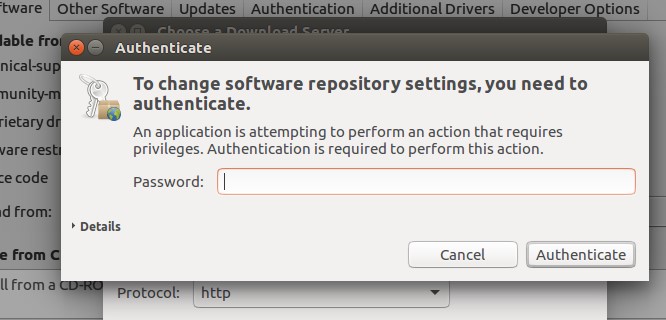 ftware Other Software Updates Authentication Additional Drivers Developer Options
Choose a Download Server
dable fro
Authenticate
nical-sup
To change software repository settings, you need to
authenticate.
munity-m
An application is attempting to perform an action that requires
prietary dr
privileges. Authentication is required to perform this action.
ware restr
ce code
Password:
ad from:
Details
e from C
Cancel Authenticate
ll from a CD-RO
Protocol: http